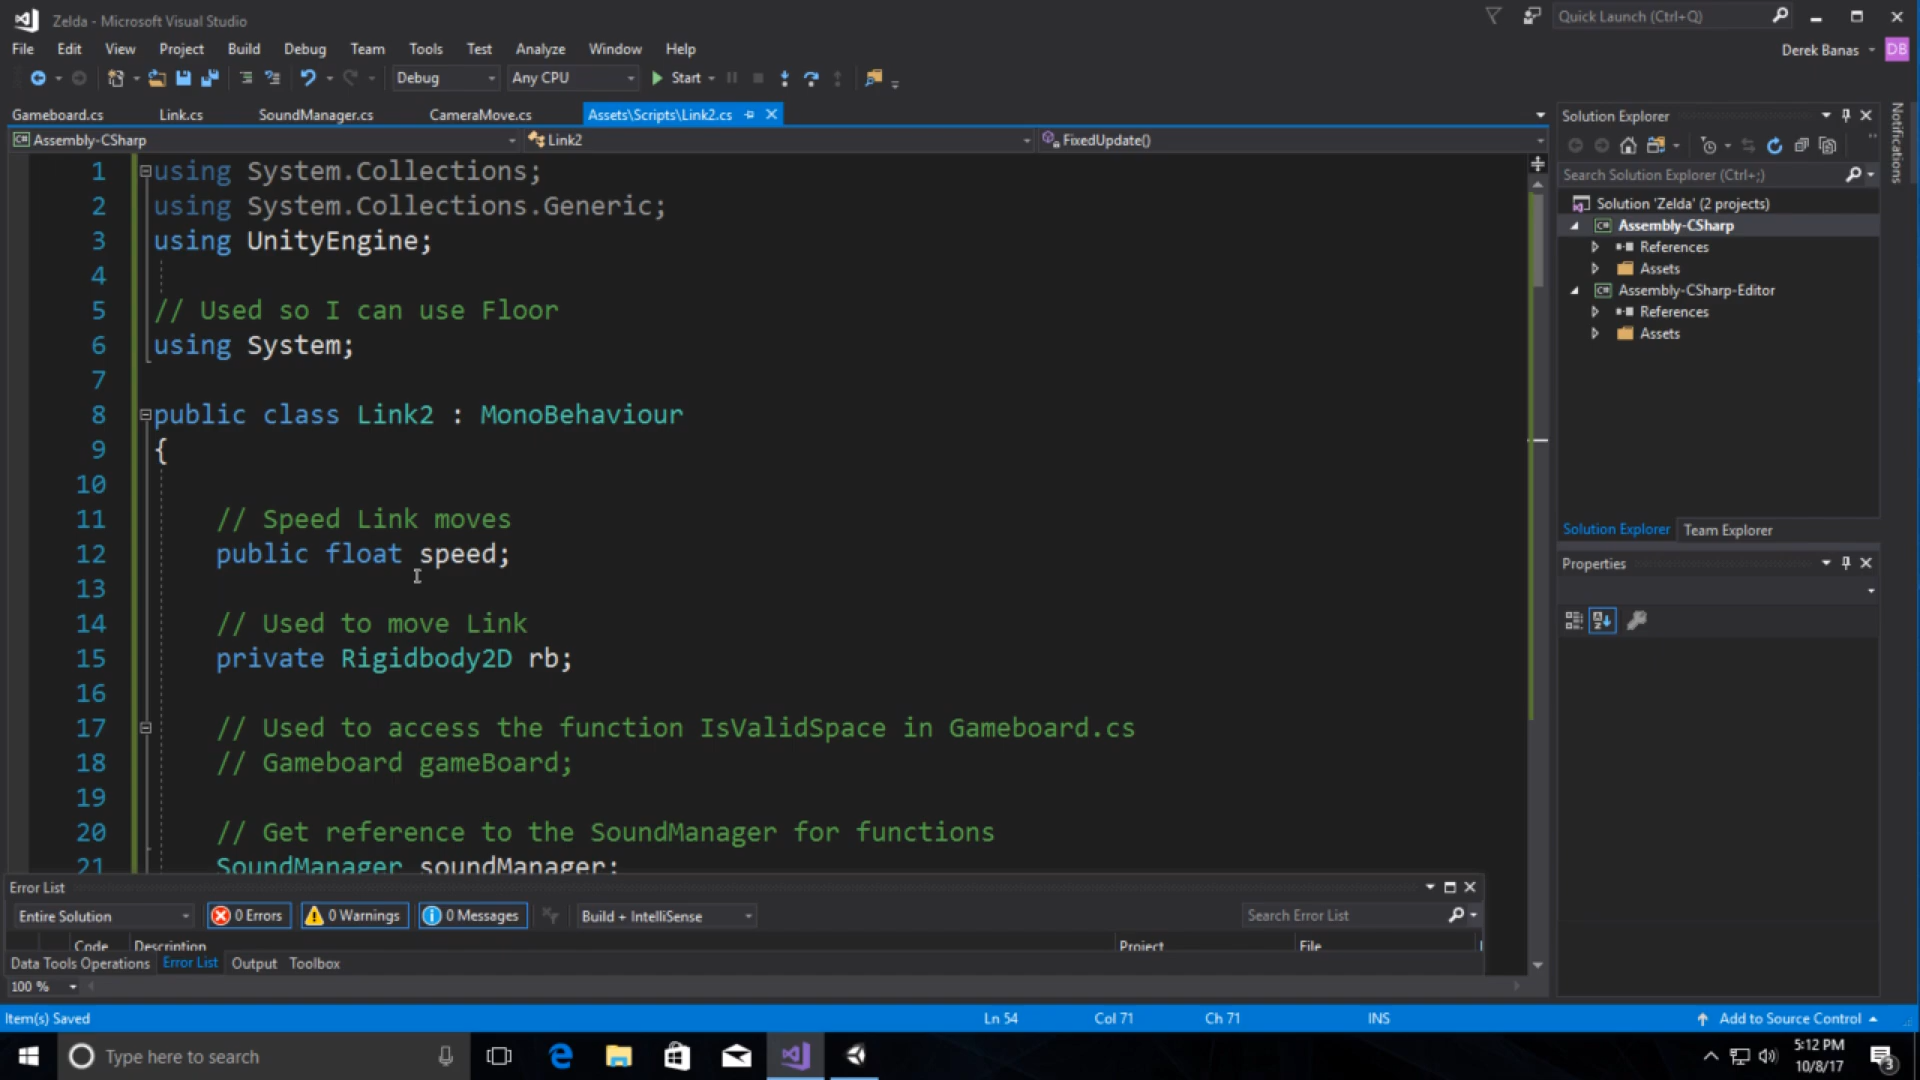 Zelda - Microsoft Visual Studio
Quick Launch (Ctrl+Q)
File Edit View Project Build Debug Team Tools Test Analyze Window Help
Derek Banas DB
Debug Any CPU Start
Gameboard.cs Link.cs SoundManager.cs CameraMove.cs Assets\Scripts\Link2.cs
Assembly-CSharp Link2 FixedUpdate()
1 using System.Collections;
2 using System.Collections.Generic;
3 using UnityEngine;
4
5 // Used so I can use Floor
6 using System;
7
8 public class Link2 : MonoBehaviour
9 {
10
11 // Speed Link moves
12 public float speed;
13
14 // Used to move Link
15 private Rigidbody2D rb;
16
17 // Used to access the function IsValidSpace in Gameboard.cs
18 // Gameboard gameBoard;
19
20 // Get reference to the SoundManager for functions
21 SoundManager soundManager;
Solution Explorer
Search Solution Explorer (Ctrl+;)
Solution 'Zelda' (2 projects)
Assembly-CSharp
References
Assets
Assembly-CSharp-Editor
References
Assets
Solution Explorer Team Explorer
Properties
Notifications
Error List
Entire Solution 0 Errors 0 Warnings 0 Messages Build + IntelliSense Search Error List
Code Description Project File
Data Tools Operations Error List Output Toolbox
100 %
Item(s) Saved Ln 54 Col 71 Ch 71 INS Add to Source Control
Type here to search
5:12 PM
10/8/17
3